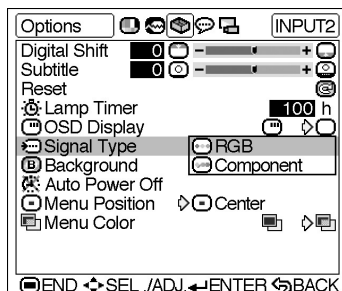 Options INPUT2
Digital Shift 0 - +
Subtitle 0 - +
Reset
Lamp Timer 100 h
OSD Display
Signal Type RGB
B Background Component
Auto Power Off
Menu Position Center
Menu Color
END SEL./ADJ. ENTER BACK